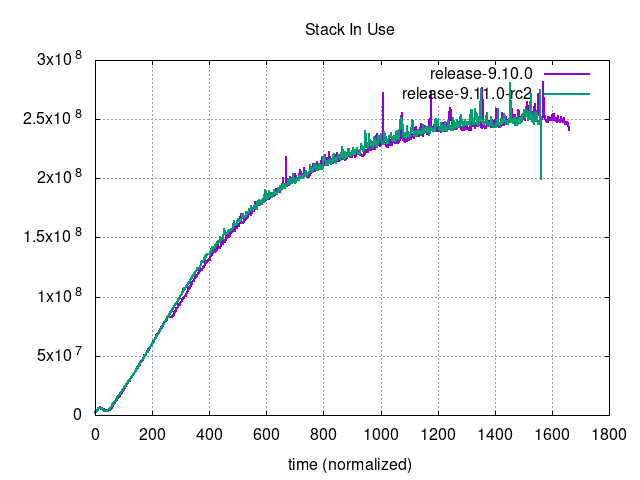 Stack In Use
3x10^8
2.5x10^8
2x10^8
1.5x10^8
1x10^8
5x10^7
0
release-9.10.0
release-9.11.0-rc2
0 200 400 600 800 1000 1200 1400 1600 1800
time (normalized)